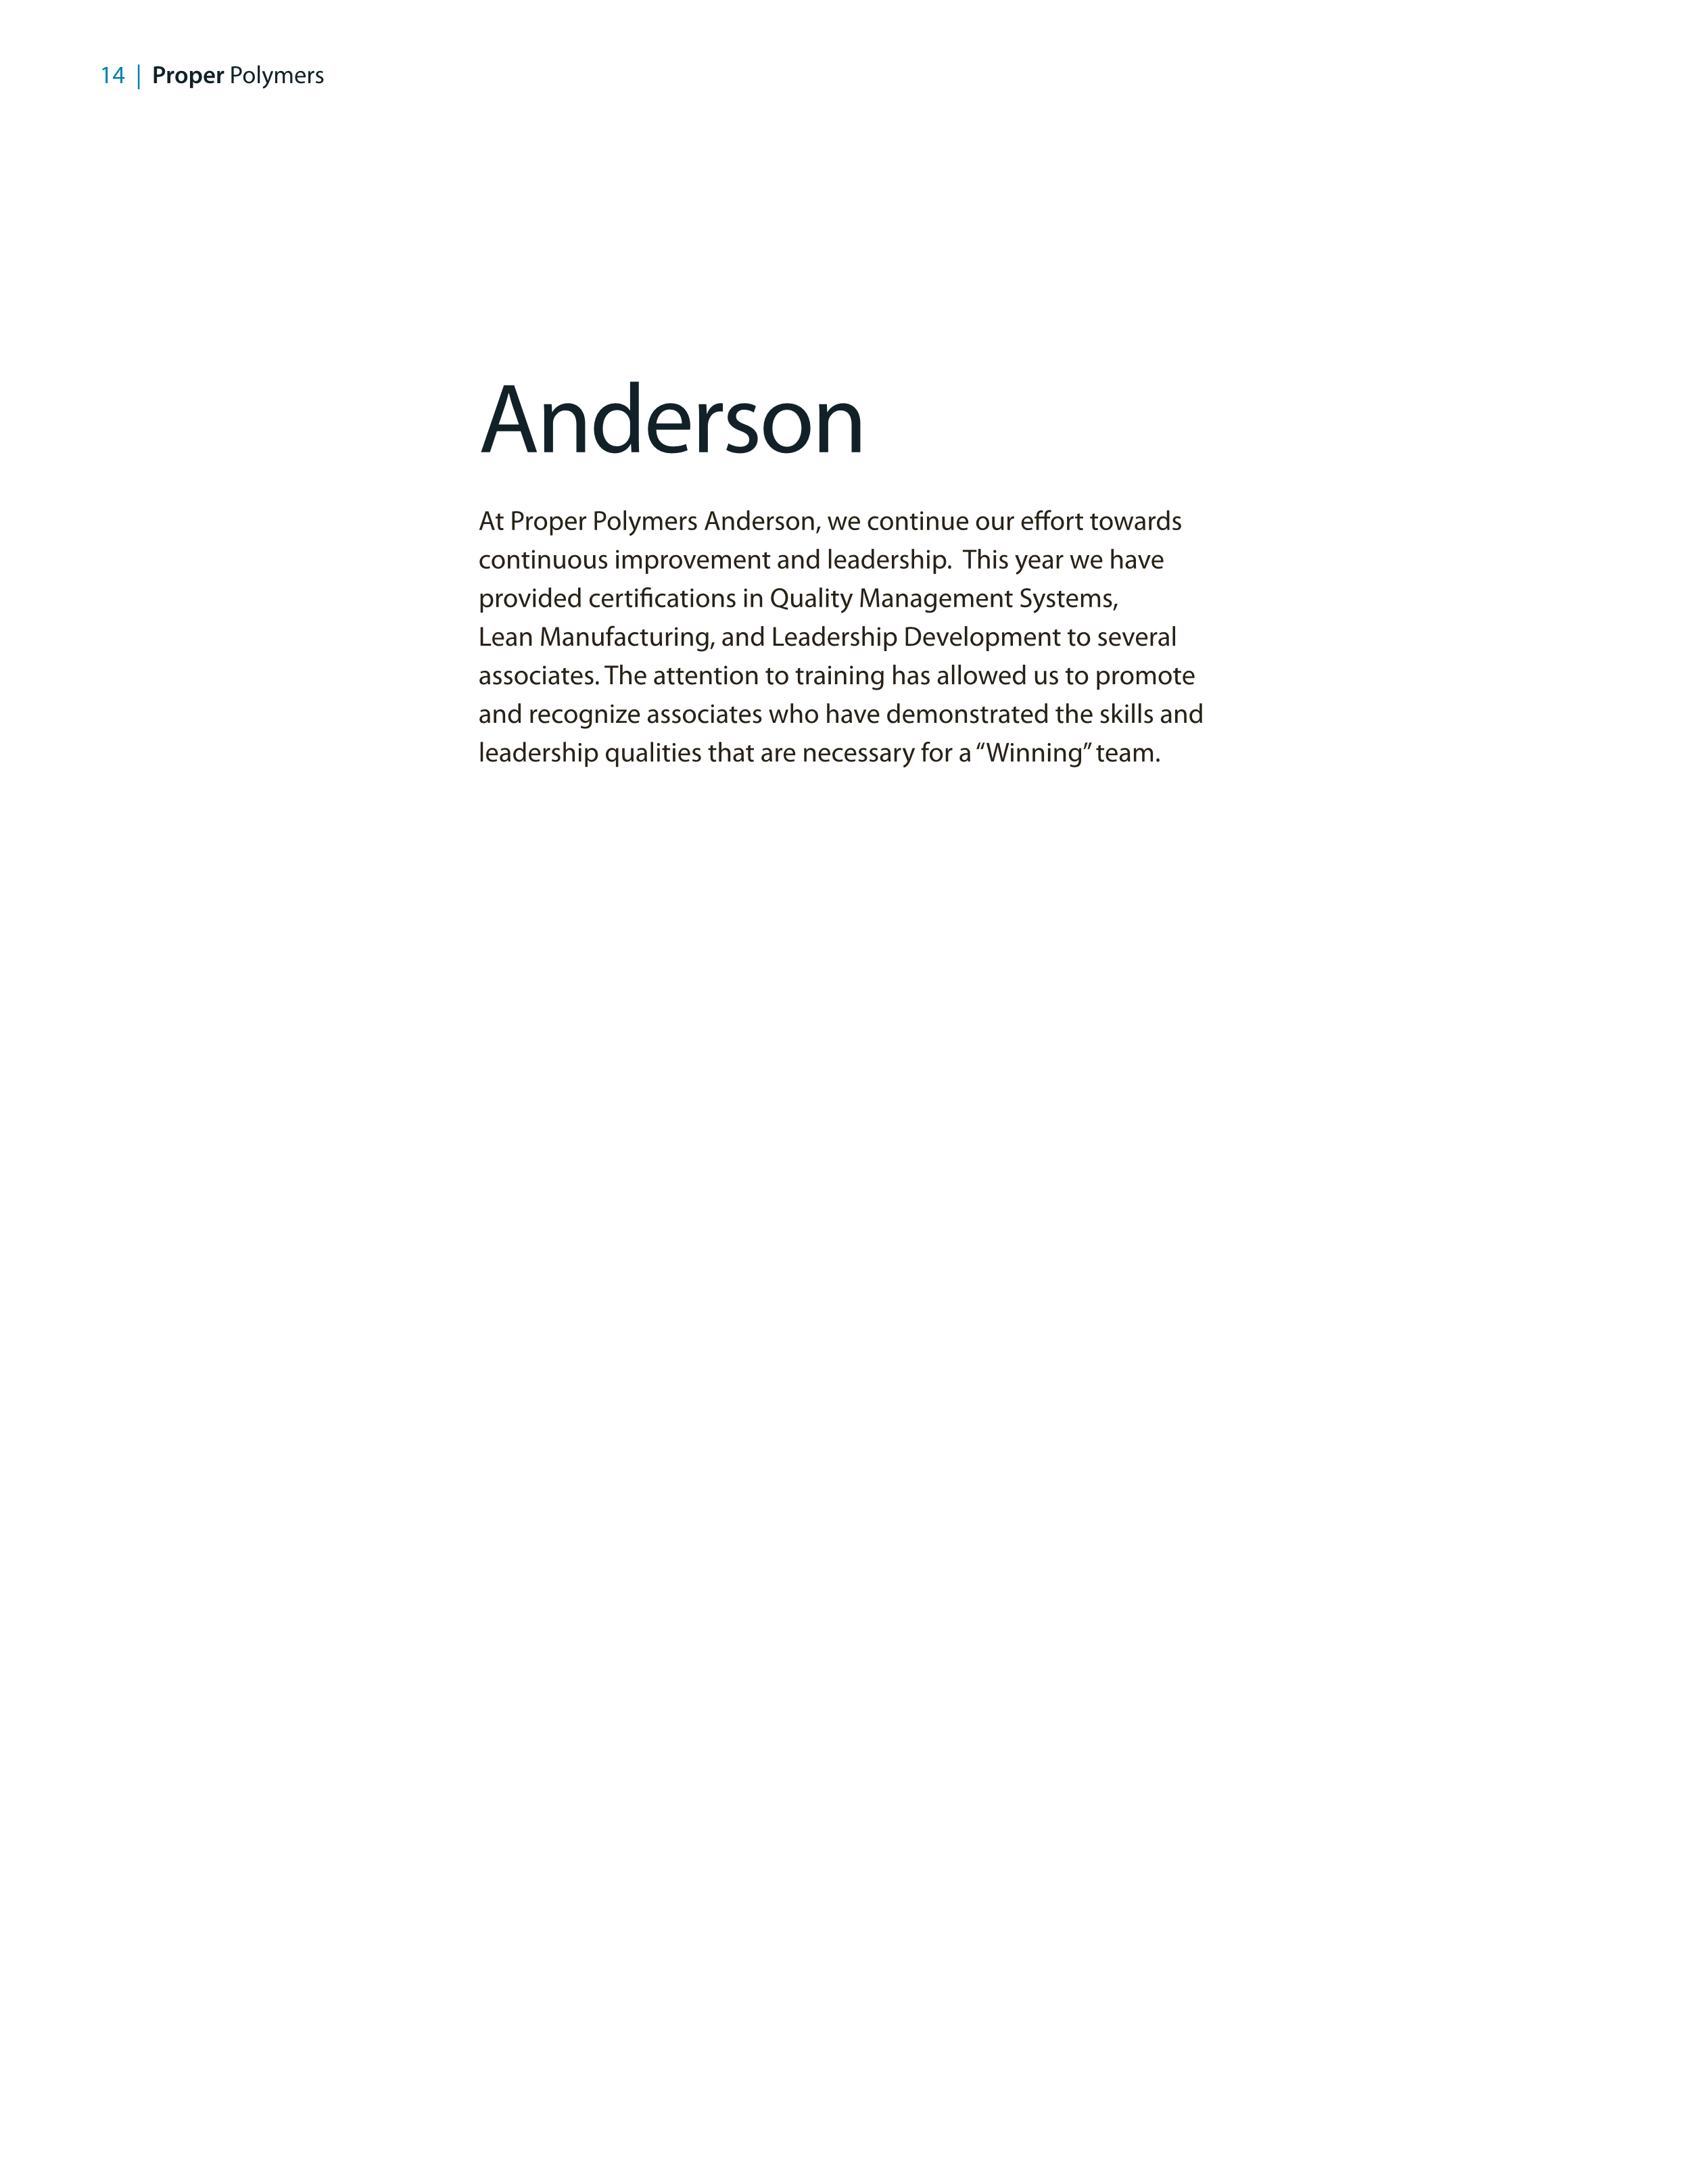 14 | Proper Polymers
Anderson
At Proper Polymers Anderson, we continue our effort towards
continuous improvement and leadership.  This year we have
provided certifications in Quality Management Systems,
Lean Manufacturing, and Leadership Development to several
associates. The attention to training has allowed us to promote
and recognize associates who have demonstrated the skills and
leadership qualities that are necessary for a “Winning” team.